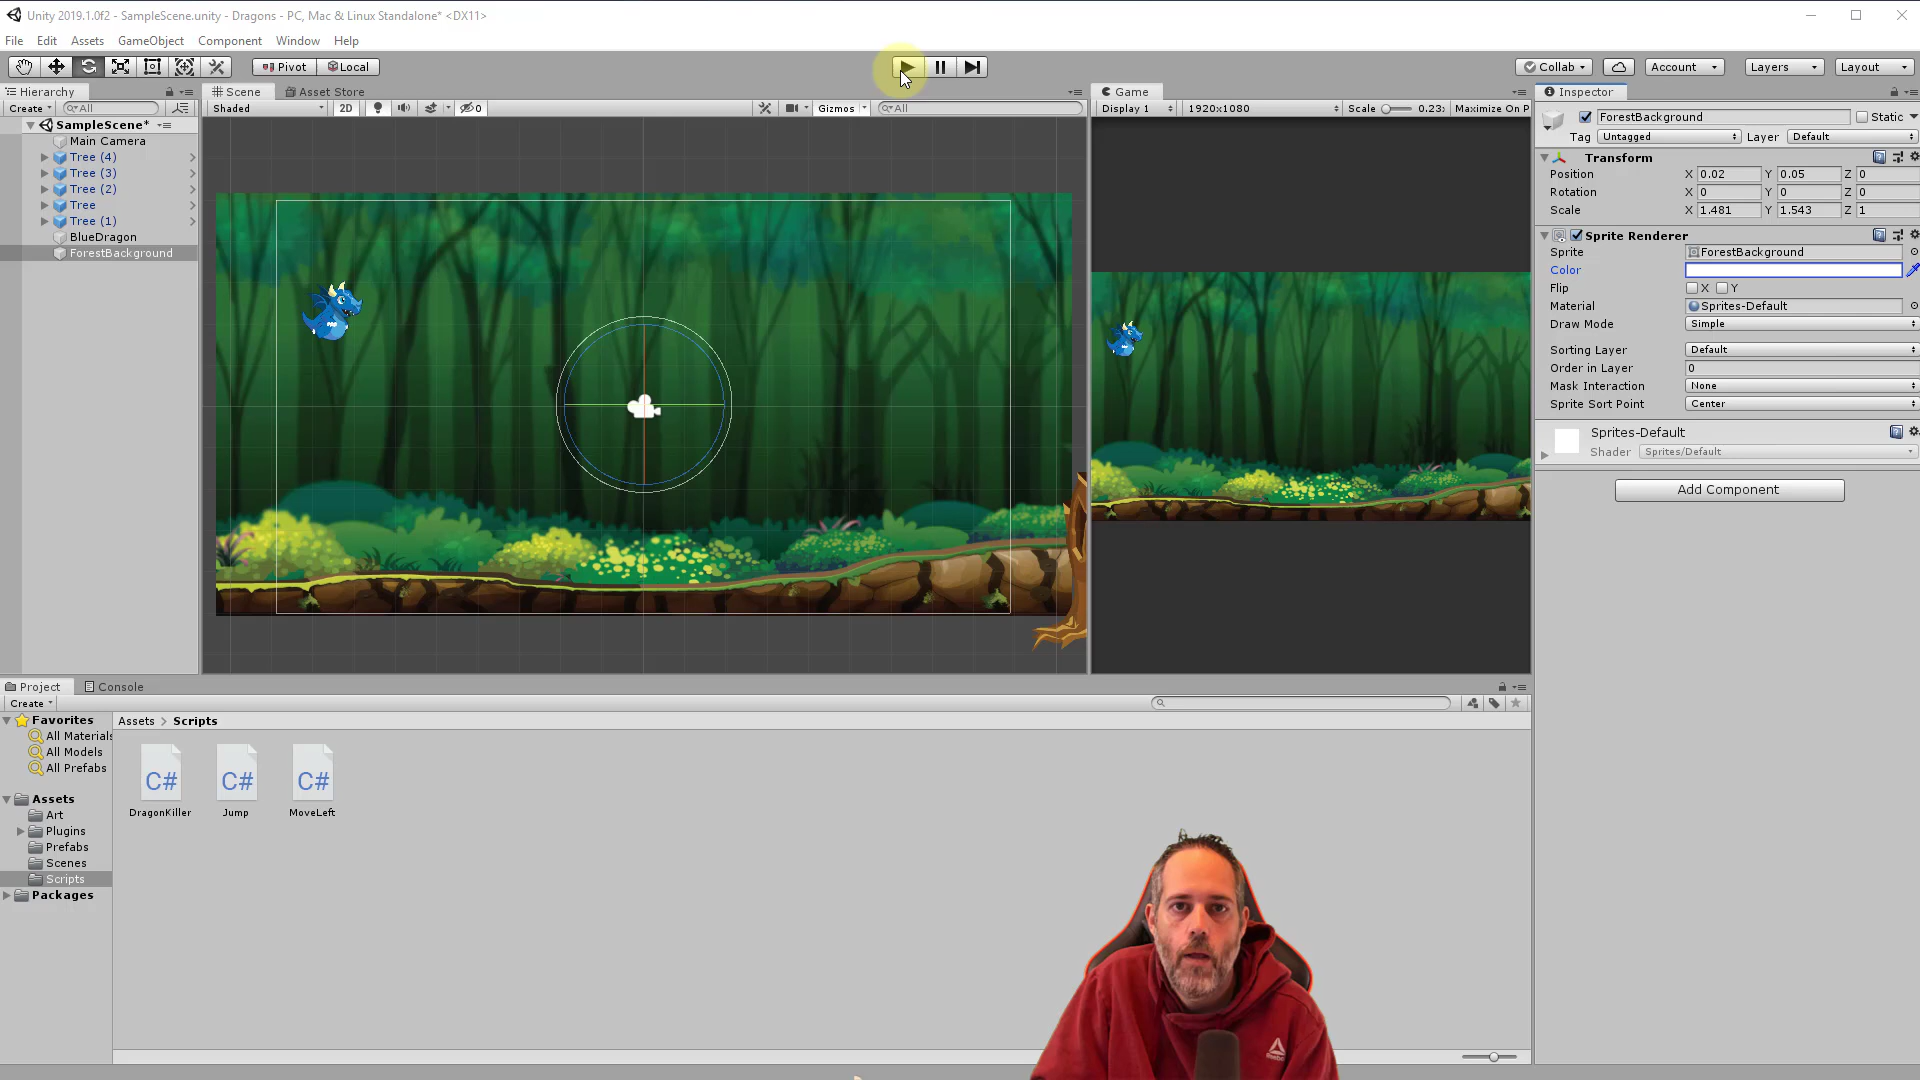 Unity 2019.1.0f2 - SampleScene.unity - Dragons - PC, Mac & Linux Standalone* <DX11>
File Edit Assets GameObject Component Window Help
Pivot Local Collab Account Layers Layout
Hierarchy
Create All
SampleScene*
Main Camera
Tree (4)
Tree (3)
Tree (2)
Tree
Tree (1)
BlueDragon
ForestBackground
Scene Asset Store
Shaded 2D 0 Gizmos All
Game
Display 1 1920x1080 Scale 0.23 Maximize On P
Inspector
ForestBackground Static
Tag Untagged Layer Default
Transform
Position X 0.02 Y 0.05 Z 0
Rotation X 0 Y 0 Z 0
Scale X 1.481 Y 1.543 Z 1
Sprite Renderer
Sprite ForestBackground
Color
Flip X Y
Material Sprites-Default
Draw Mode Simple
Sorting Layer Default
Order in Layer 0
Mask Interaction None
Sprite Sort Point Center
Sprites-Default
Shader Sprites/Default
Add Component
Project Console
Create
Favorites
All Materials
All Models
All Prefabs
Assets
Art
Plugins
Prefabs
Scenes
Scripts
Packages
Assets > Scripts
C# C# C#
DragonKiller Jump MoveLeft
Reebok